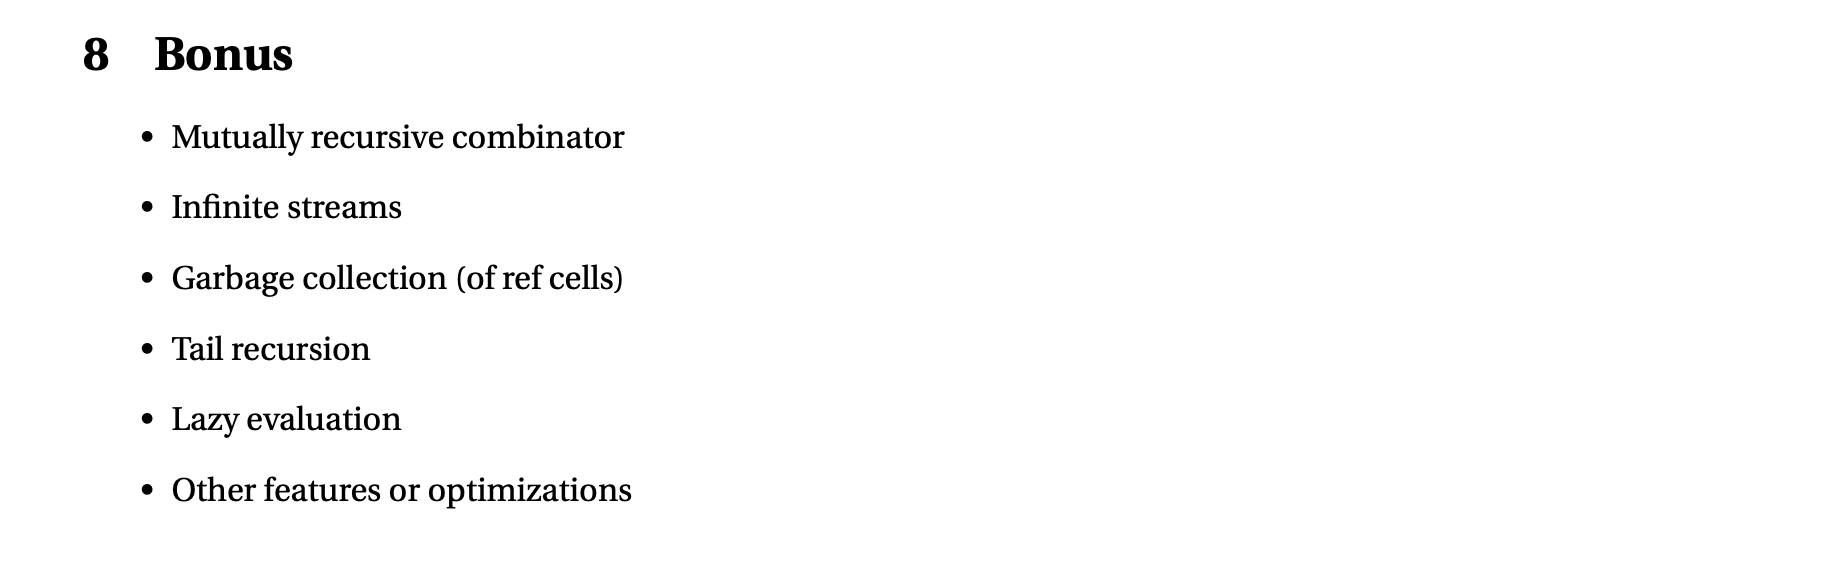 8 Bonus
• Mutually recursive combinator
• Infinite streams
• Garbage collection (of ref cells)
• Tail recursion
• Lazy evaluation
• Other features or optimizations